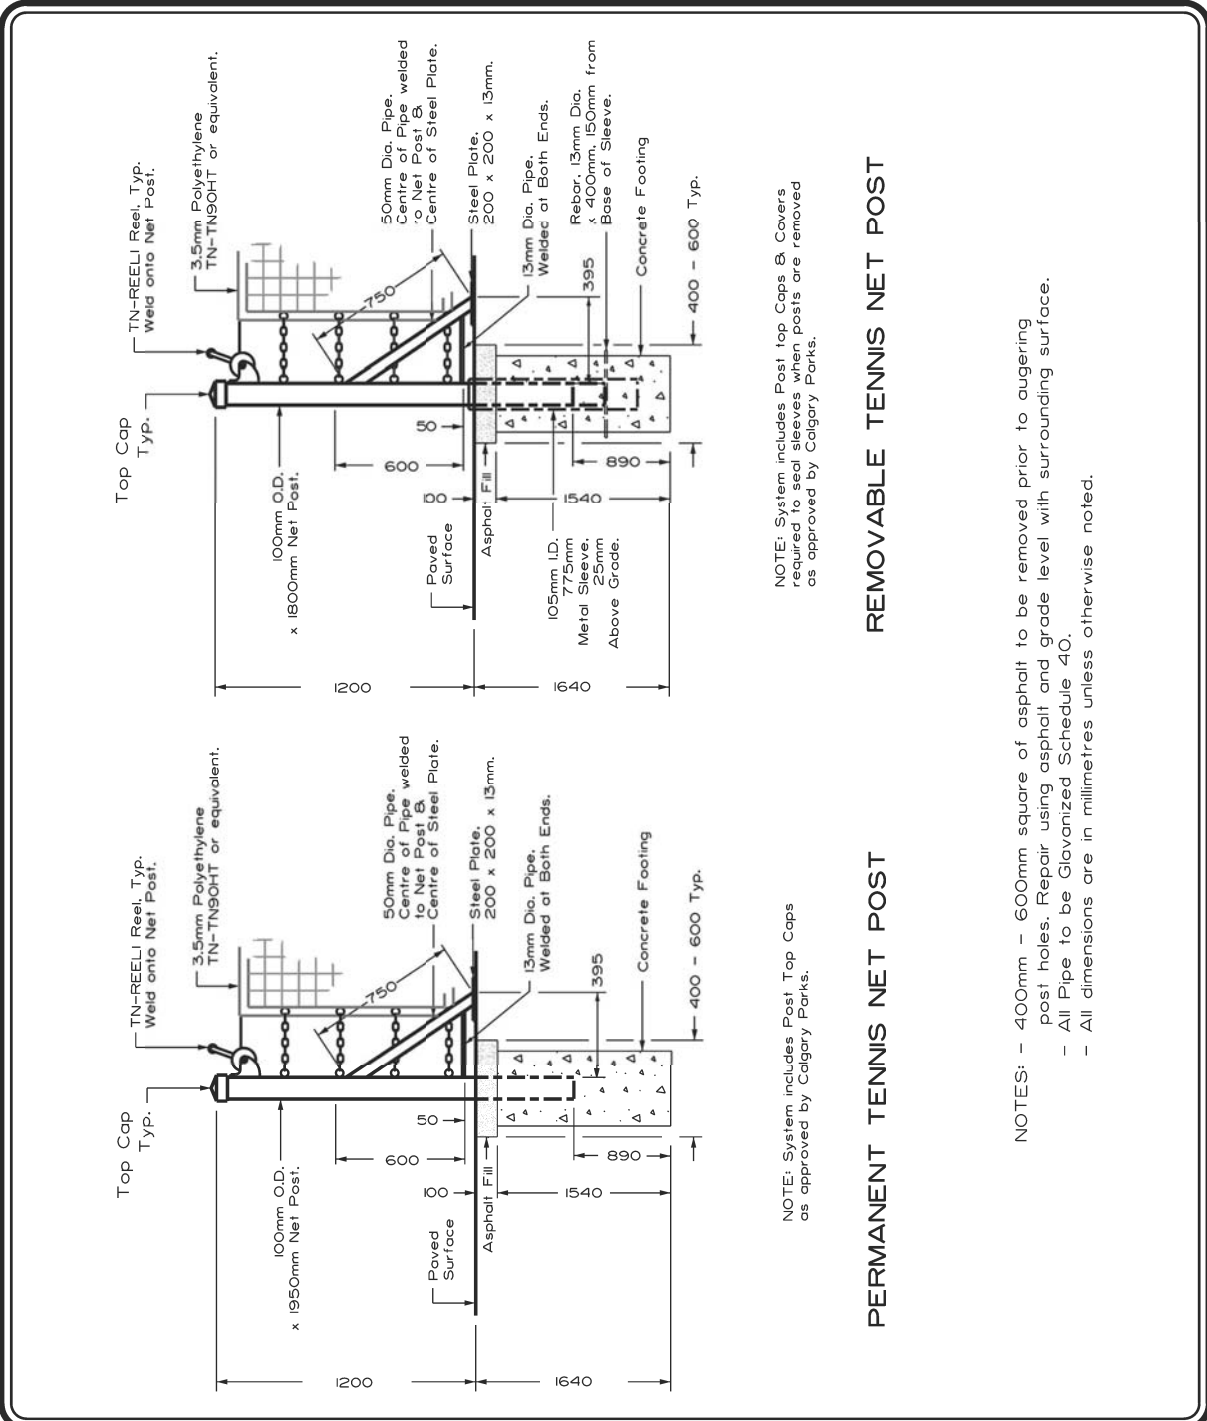 Top Cap
Typ.
TN-REEL1 Reel, Typ.
Weld onto Net Post.
3.5mm Polyethylene
TN-TN90HT or equivalent.
100mm O.D.
x 1950mm Net Post.
50mm Dia. Pipe.
Centre of Pipe welded
to Net Post &
Centre of Steel Plate.
750
1200
600
50
Paved
Surface
100
Steel Plate.
200 x 200 x 13mm.
Asphalt Fill
13mm Dia. Pipe.
Welded at Both Ends.
1640
1540
890
395
Concrete Footing
400 - 600 Typ.
NOTE: System includes Post Top Caps
as approved by Calgary Parks.
PERMANENT TENNIS NET POST
Top Cap
Typ.
TN-REEL1 Reel, Typ.
Weld onto Net Post.
3.5mm Polyethylene
TN-TN90HT or equivalent.
100mm O.D.
x 1800mm Net Post.
50mm Dia. Pipe.
Centre of Pipe welded
to Net Post &
Centre of Steel Plate.
750
1200
600
50
Paved
Surface
100
Steel Plate.
200 x 200 x 13mm.
Asphalt Fill
13mm Dia. Pipe.
Welded at Both Ends.
105mm I.D.
775mm
Metal Sleeve.
25mm
Above Grade.
1640
1540
890
395
Rebar, 13mm Dia.
x 400mm, 150mm from
Base of Sleeve.
Concrete Footing
400 - 600 Typ.
NOTE: System includes Post top Caps & Covers
required to seal sleeves when posts are removed
as approved by Calgary Parks.
REMOVABLE TENNIS NET POST
NOTES: - 400mm - 600mm square of asphalt to be removed prior to augering
post holes. Repair using asphalt and grade level with surrounding surface.
- All Pipe to be Glavanized Schedule 40.
- All dimensions are in millimetres unless otherwise noted.